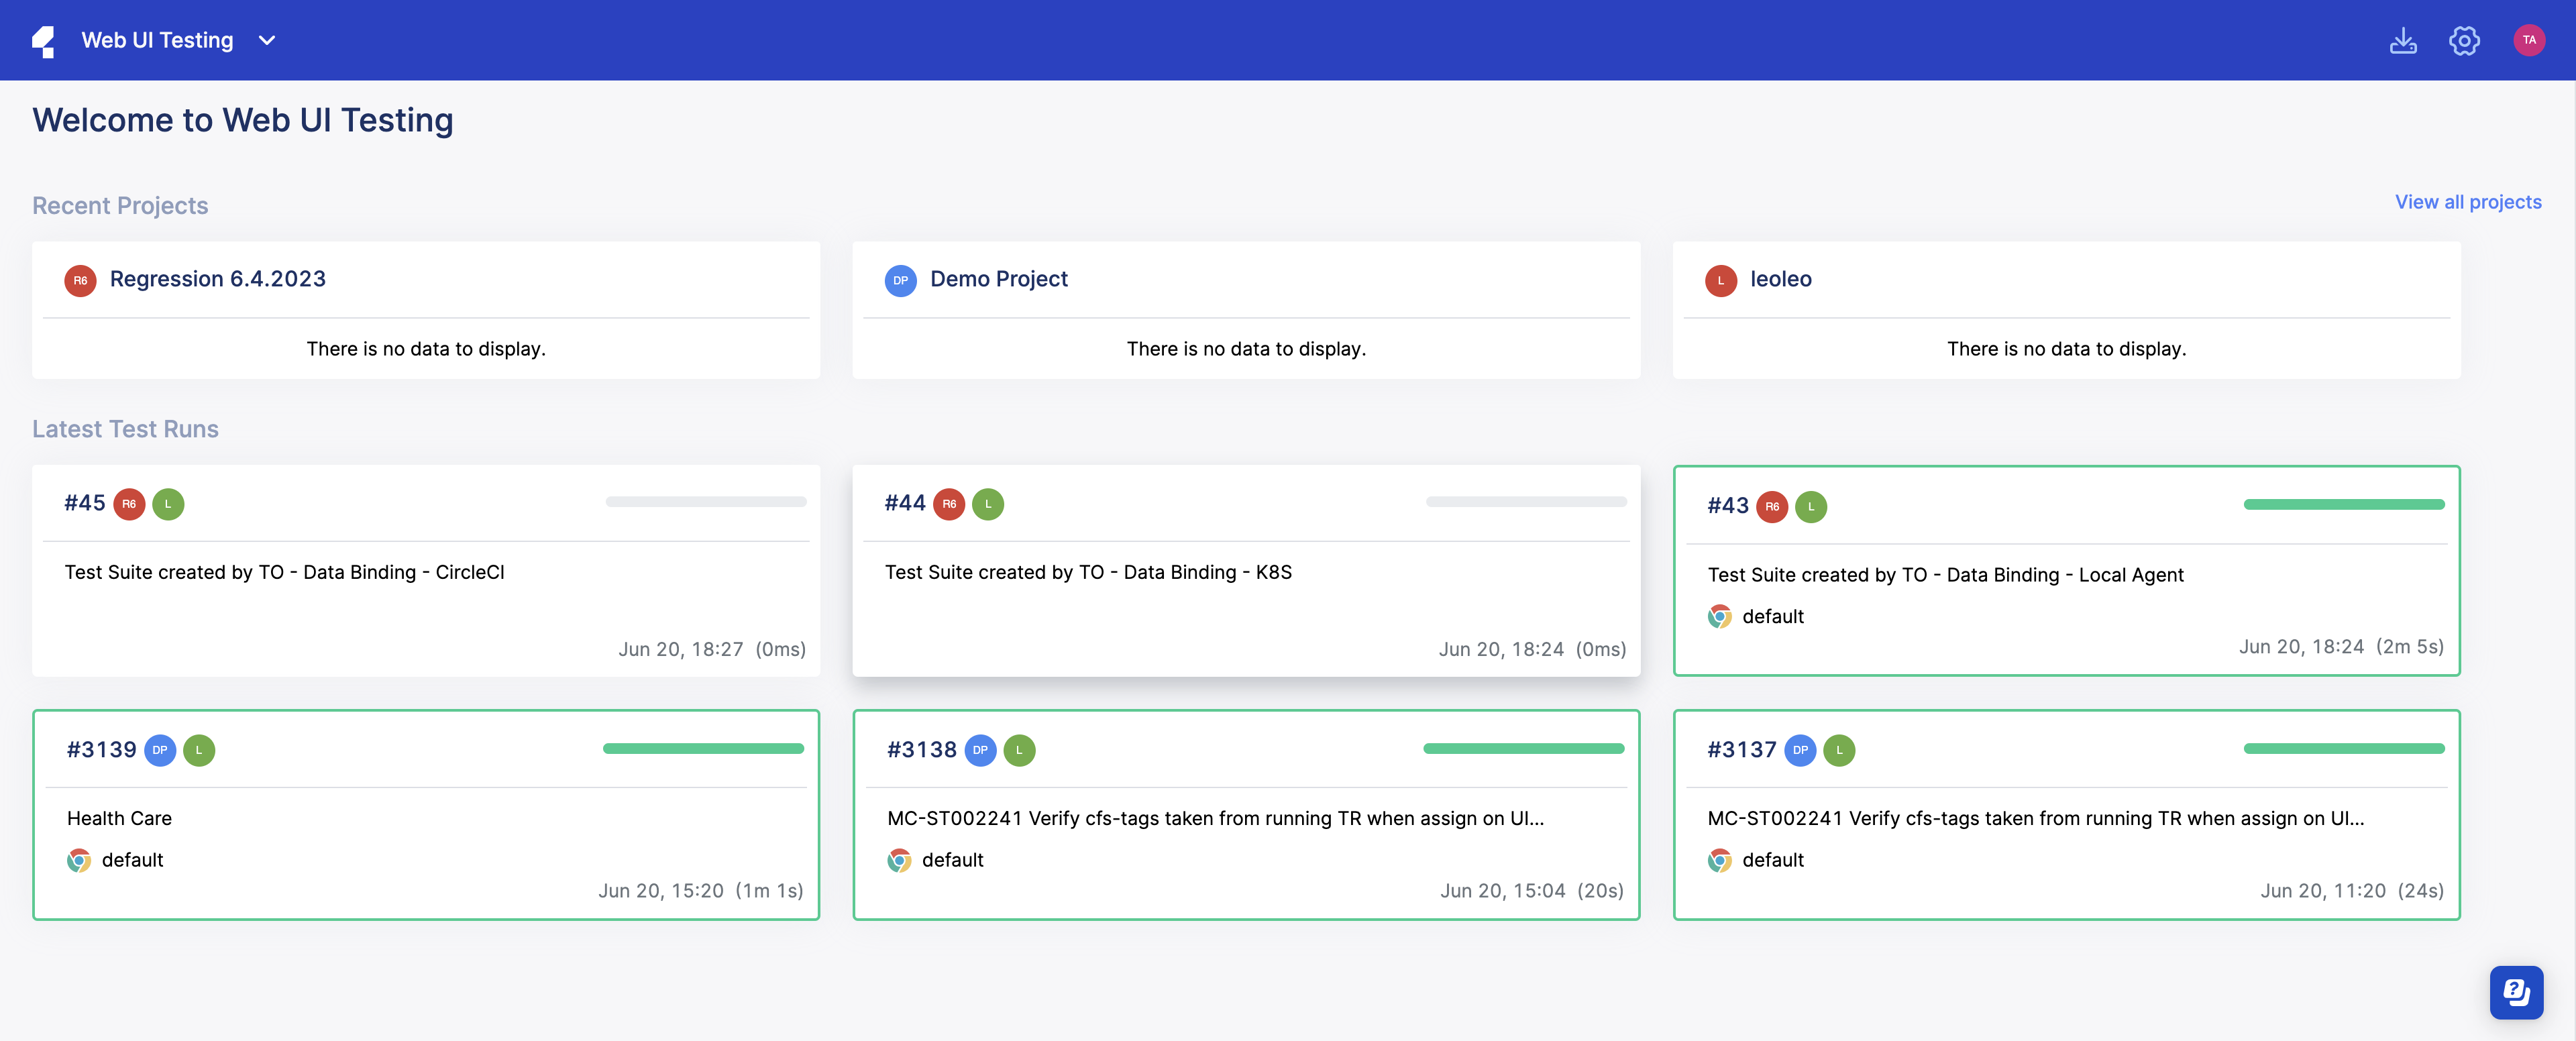 Web UI Testing
TA
Welcome to Web UI Testing
Recent Projects
View all projects
R6 Regression 6.4.2023
There is no data to display.
DP Demo Project
There is no data to display.
L leoleo
There is no data to display.
Latest Test Runs
#45 R6 L
Test Suite created by TO - Data Binding - CircleCI
Jun 20, 18:27 (0ms)
#44 R6 L
Test Suite created by TO - Data Binding - K8S
Jun 20, 18:24 (0ms)
#43 R6 L
Test Suite created by TO - Data Binding - Local Agent
default
Jun 20, 18:24 (2m 5s)
#3139 DP L
Health Care
default
Jun 20, 15:20 (1m 1s)
#3138 DP L
MC-ST002241 Verify cfs-tags taken from running TR when assign on UI...
default
Jun 20, 15:04 (20s)
#3137 DP L
MC-ST002241 Verify cfs-tags taken from running TR when assign on UI...
default
Jun 20, 11:20 (24s)
?